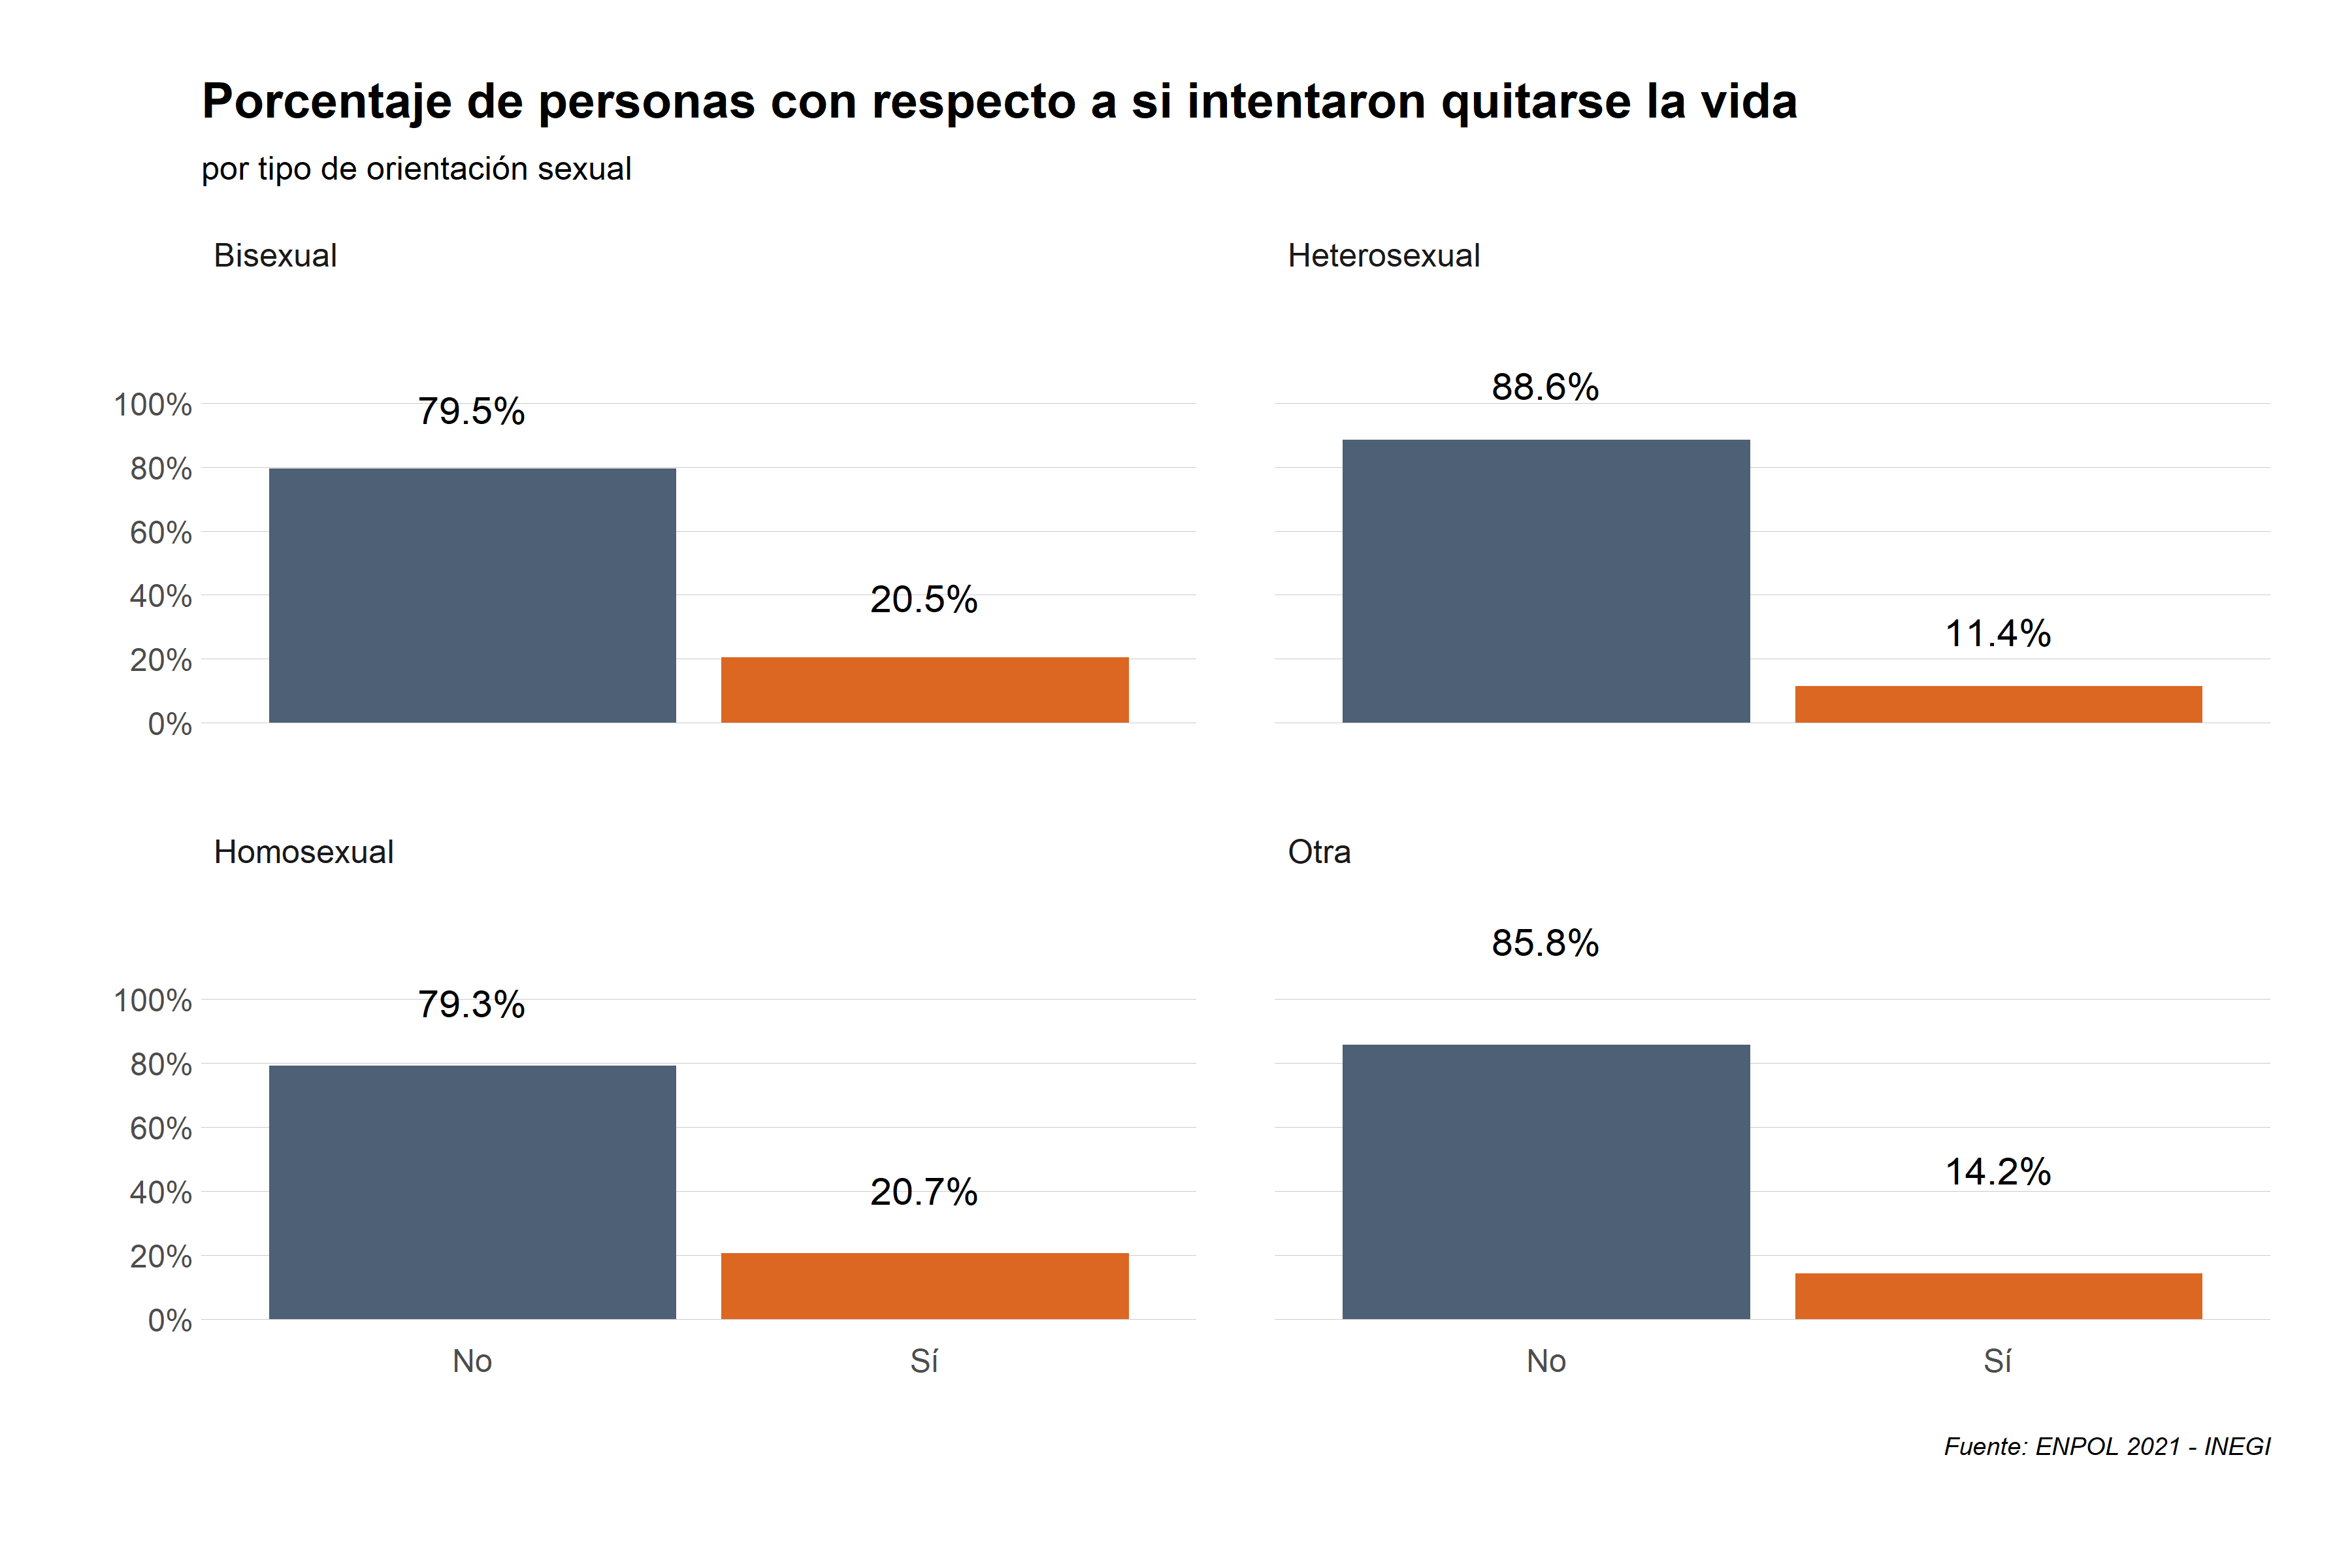 Porcentaje de personas con respecto a si intentaron quitarse la vida
por tipo de orientación sexual
Bisexual
100%
80%
60%
40%
20%
0%
79.5%
20.5%
Heterosexual
88.6%
11.4%
Homosexual
100%
80%
60%
40%
20%
0%
79.3%
20.7%
No
Sí
Otra
85.8%
14.2%
No
Sí
Fuente: ENPOL 2021 - INEGI